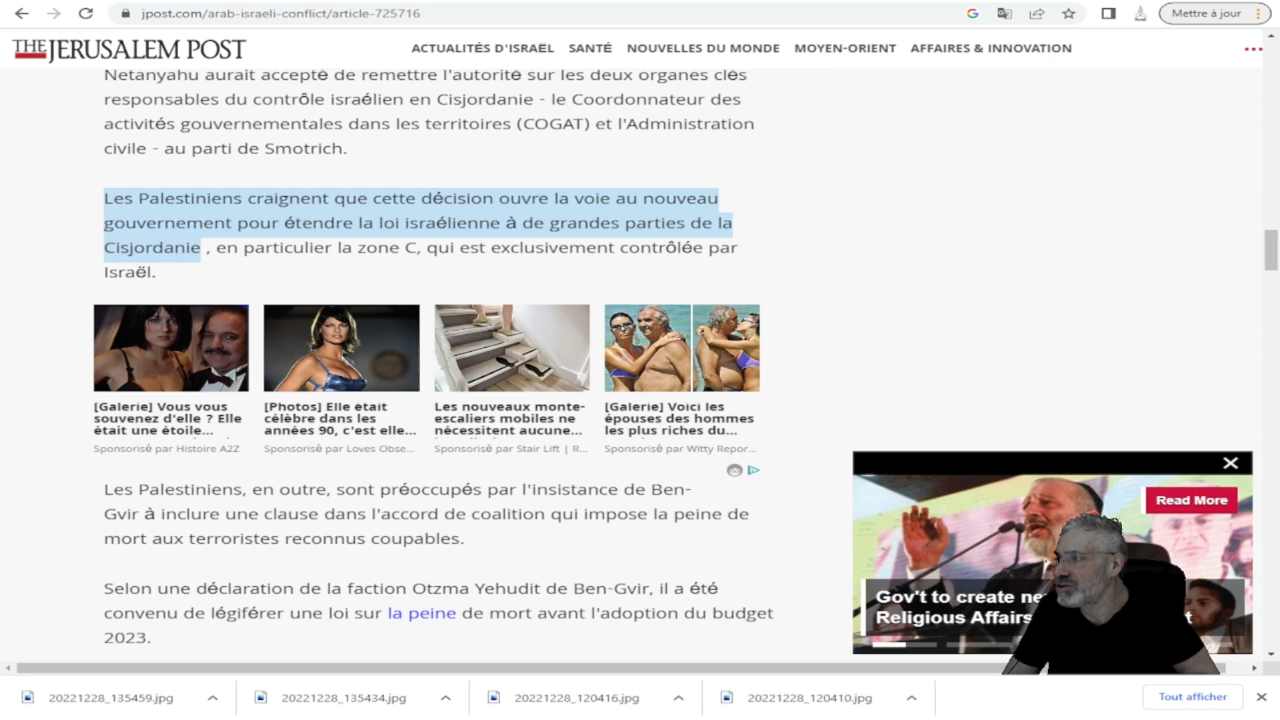 jpost.com/arab-israeli-conflict/article-725716
Mettre à jour
THE JERUSALEM POST
ACTUALITÉS D'ISRAËL SANTÉ NOUVELLES DU MONDE MOYEN-ORIENT AFFAIRES & INNOVATION
Netanyahu aurait accepté de remettre l'autorité sur les deux organes clés
responsables du contrôle israélien en Cisjordanie - le Coordonnateur des
activités gouvernementales dans les territoires (COGAT) et l'Administration
civile - au parti de Smotrich.
Les Palestiniens craignent que cette décision ouvre la voie au nouveau
gouvernement pour étendre la loi israélienne à de grandes parties de la
Cisjordanie , en particulier la zone C, qui est exclusivement contrôlée par
Israël.
[Galerie] Vous vous
souvenez d'elle ? Elle
était une étoile...
Sponsorisé par Histoire A2Z
[Photos] Elle était
célèbre dans les
années 90, c'est elle...
Sponsorisé par Loves Obse...
Les nouveaux monte-
escaliers mobiles ne
nécessitent aucune...
Sponsorisé par Stair Lift | R...
[Galerie] Voici les
épouses des hommes
les plus riches du...
Sponsorisé par Witty Repor...
Les Palestiniens, en outre, sont préoccupés par l'insistance de Ben-
Gvir à inclure une clause dans l'accord de coalition qui impose la peine de
mort aux terroristes reconnus coupables.
Selon une déclaration de la faction Otzma Yehudit de Ben-Gvir, il a été
convenu de légiférer une loi sur la peine de mort avant l'adoption du budget
2023.
Read More
Gov't to create ne
Religious Affairs t
20221228_135459.jpg
20221228_135434.jpg
20221228_120416.jpg
20221228_120410.jpg
Tout afficher